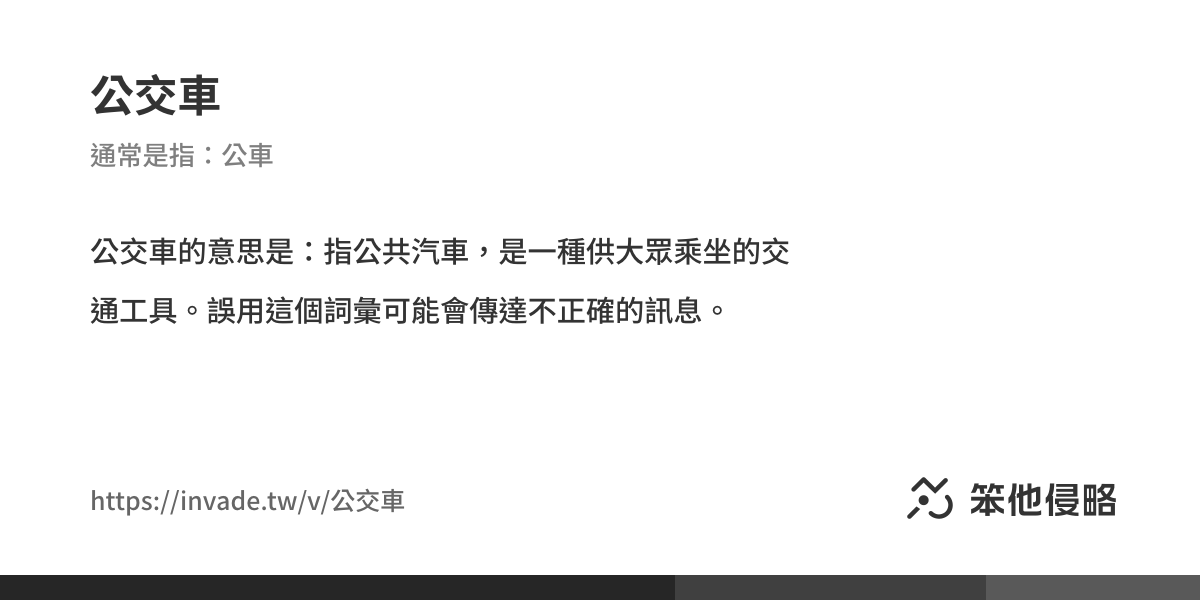 公交車
通常是指：公車
公交車的意思是：指公共汽車，是一種供大眾乘坐的交
通工具。誤用這個詞彙可能會傳達不正確的訊息。
https://invade.tw/v/公交車
笨他侵略